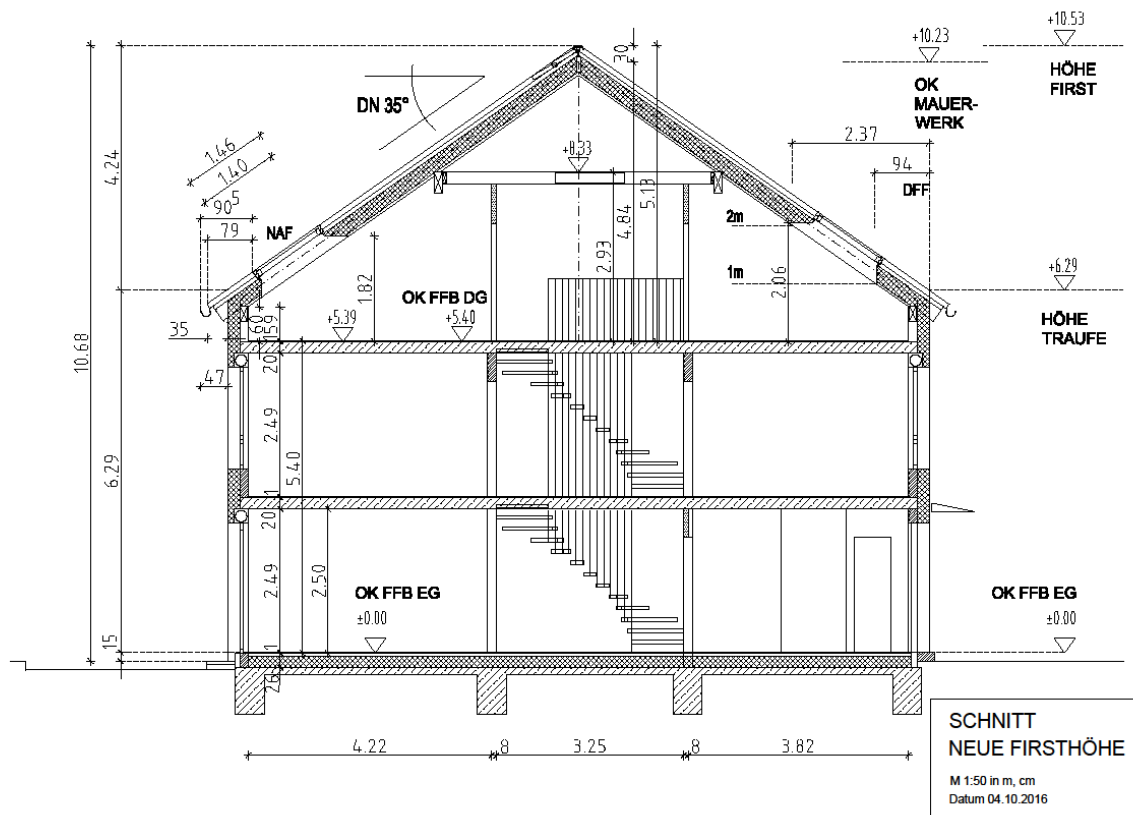 +10.53
+10.23
HÖHE
FIRST
OK
MAUER-
WERK
30
DN 35°
2.37
4.24
1.46
1.40
+8.33
94
DFF
90⁵
79
NAF
5.13
4.84
2.93
2m
1m
2.06
1.82
+6.29
HÖHE
TRAUFE
OK FFB DG
+5.39
+5.40
60
159
35
20
47
10.68
6.29
2.49
5.40
1
20
2.49
2.50
OK FFB EG
±0.00
OK FFB EG
±0.00
15
1
26
4.22
8
3.25
8
3.82
SCHNITT
NEUE FIRSTHÖHE
M 1:50 in m, cm
Datum 04.10.2016